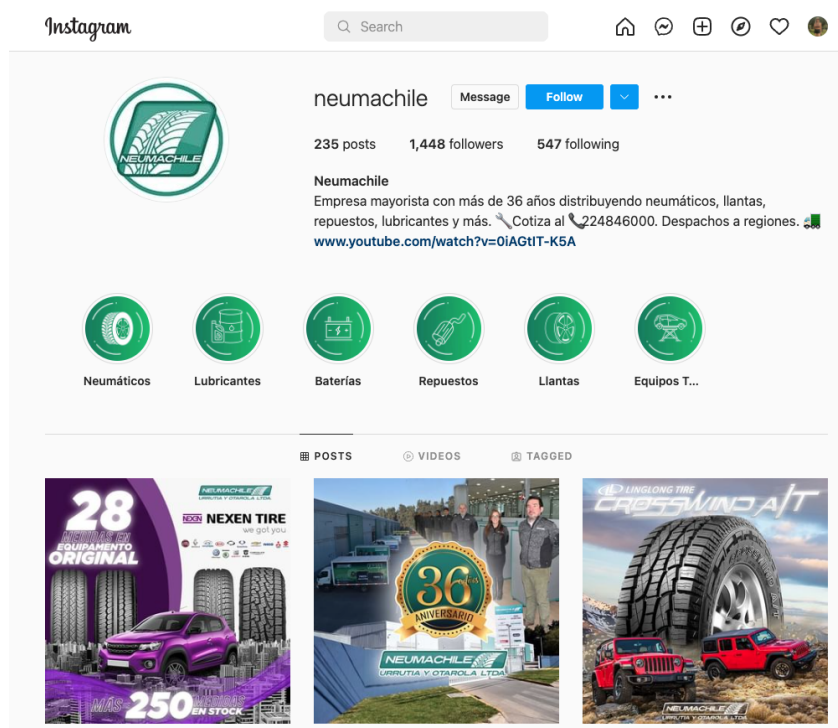 Instagram
Search
neumachile
Message
Follow
235 posts 1,448 followers 547 following
Neumachile
Empresa mayorista con más de 36 años distribuyendo neumáticos, llantas,
repuestos, lubricantes y más. 🔧Cotiza al 📞224846000. Despachos a regiones. 🚛
www.youtube.com/watch?v=0iAGtIT-K5A
NEUMACHILE
Neumáticos
Lubricantes
Baterías
Repuestos
Llantas
Equipos T...
POSTS
VIDEOS
TAGGED
NEUMACHILE
URRUTIA Y OTAROLA LTDA.
28
MEDIDAS EN
EQUIPAMENTO
ORIGINAL
NEXEN NEXEN TIRE
we got you
MÁS 250 MEDIDAS
EN STOCK
36 años
ANIVERSARIO
NEUMACHILE
URRUTIA Y OTAROLA LTDA
LINGLONG TIRE
CROSSWIND A/T
NEUMACHILE
URRUTIA Y OTAROLA LTDA